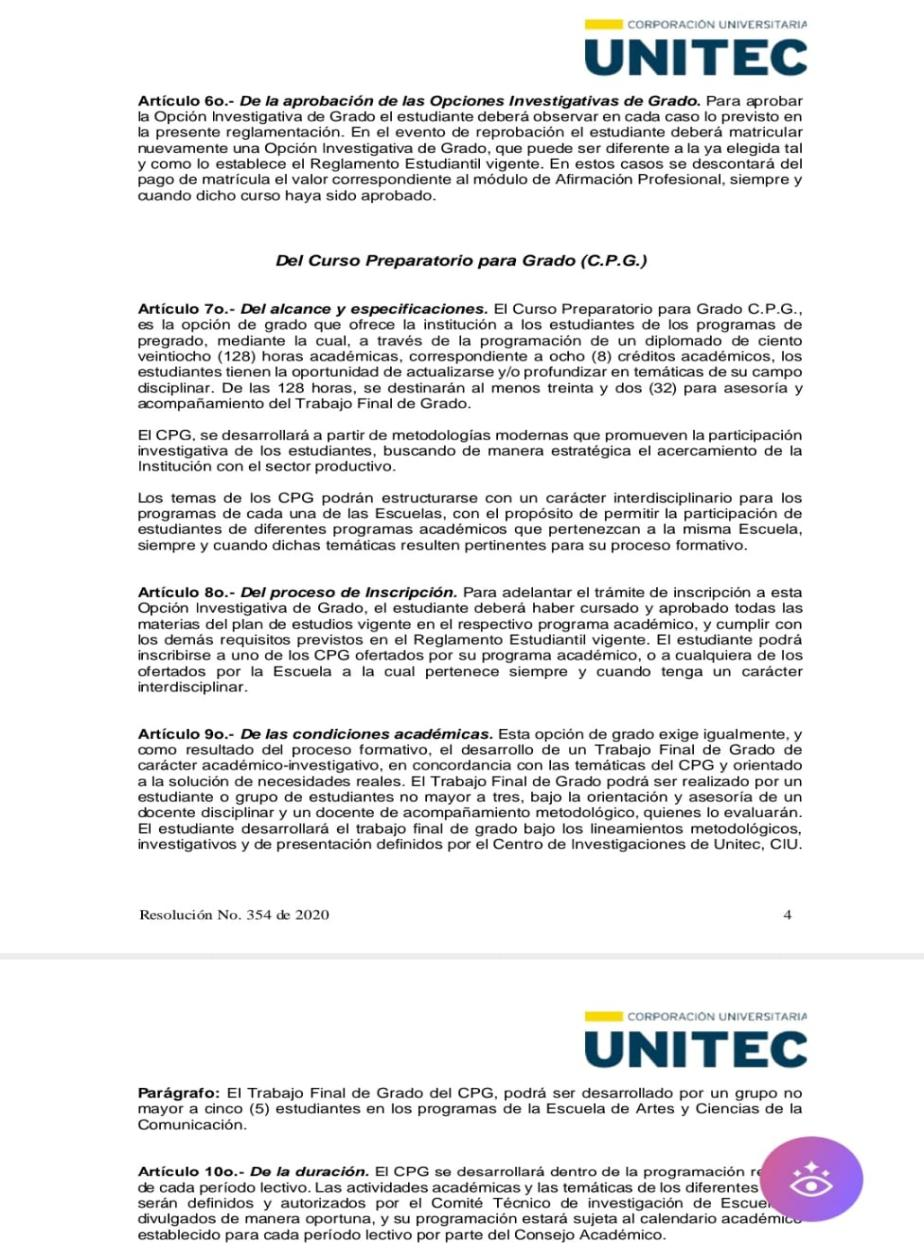 CORPORACIÓN UNIVERSITARIA
UNITEC
Artículo 6o.- De la aprobación de las Opciones Investigativas de Grado. Para aprobar
la Opción Investigativa de Grado el estudiante deberá observar en cada caso lo previsto en
la presente reglamentación. En el evento de reprobación el estudiante deberá matricular
nuevamente una Opción Investigativa de Grado, que puede ser diferente a la ya elegida tal
y como lo establece el Reglamento Estudiantil vigente. En estos casos se descontará del
pago de matrícula el valor correspondiente al módulo de Afirmación Profesional, siempre y
cuando dicho curso haya sido aprobado.
Del Curso Preparatorio para Grado (C.P.G.)
Artículo 7o.- Del alcance y especificaciones. El Curso Preparatorio para Grado C.P.G.,
es la opción de grado que ofrece la institución a los estudiantes de los programas de
pregrado, mediante la cual, a través de la programación de un diplomado de ciento
veintiocho (128) horas académicas, correspondiente a ocho (8) créditos académicos, los
estudiantes tienen la oportunidad de actualizarse y/o profundizar en temáticas de su campo
disciplinar. De las 128 horas, se destinarán al menos treinta y dos (32) para asesoría y
acompañamiento del Trabajo Final de Grado.
El CPG, se desarrollará a partir de metodologías modernas que promueven la participación
investigativa de los estudiantes, buscando de manera estratégica el acercamiento de la
Institución con el sector productivo.
Los temas de los CPG podrán estructurarse con un carácter interdisciplinario para los
programas de cada una de las Escuelas, con el propósito de permitir la participación de
estudiantes de diferentes programas académicos que pertenezcan a la misma Escuela,
siempre y cuando dichas temáticas resulten pertinentes para su proceso formativo.
Artículo 8o.- Del proceso de Inscripción. Para adelantar el trámite de inscripción a esta
Opción Investigativa de Grado, el estudiante deberá haber cursado y aprobado todas las
materias del plan de estudios vigente en el respectivo programa académico, y cumplir con
los demás requisitos previstos en el Reglamento Estudiantil vigente. El estudiante podrá
inscribirse a uno de los CPG ofertados por su programa académico, o a cualquiera de los
ofertados por la Escuela a la cual pertenece siempre y cuando tenga un carácter
interdisciplinar.
Artículo 9o.- De las condiciones académicas. Esta opción de grado exige igualmente, y
como resultado del proceso formativo, el desarrollo de un Trabajo Final de Grado de
carácter académico-investigativo, en concordancia con las temáticas del CPG y orientado
a la solución de necesidades reales. El Trabajo Final de Grado podrá ser realizado por un
estudiante o grupo de estudiantes no mayor a tres, bajo la orientación y asesoría de un
docente disciplinar y un docente de acompañamiento metodológico, quienes lo evaluarán.
El estudiante desarrollará el trabajo final de grado bajo los lineamientos metodológicos,
investigativos y de presentación definidos por el Centro de Investigaciones de Unitec, CIU.
Resolución No. 354 de 2020 4
CORPORACIÓN UNIVERSITARIA
UNITEC
Parágrafo: El Trabajo Final de Grado del CPG, podrá ser desarrollado por un grupo no
mayor a cinco (5) estudiantes en los programas de la Escuela de Artes y Ciencias de la
Comunicación.
Artículo 10o.- De la duración. El CPG se desarrollará dentro de la programación
de cada período lectivo. Las actividades académicas y las temáticas de los diferentes
serán definidos y autorizados por el Comité Técnico de investigación de
divulgados de manera oportuna, y su programación estará sujeta al calendario académico
establecido para cada período lectivo por parte del Consejo Académico.